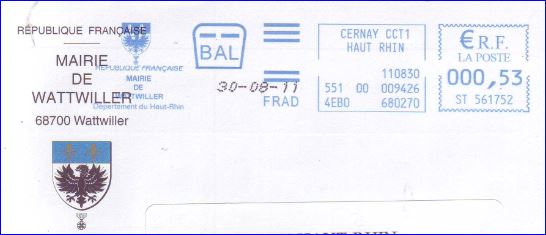 RÉPUBLIQUE FRANÇAISE
MAIRIE
DE
WATTWILLER
68700 Wattwiller
RÉPUBLIQUE FRANÇAISE
MAIRIE
DE
WATTWILLER
Département du Haut-Rhin
BAL
30-08-11
FRAD
CERNAY CCT1
HAUT RHIN
110830
551 00 009426
4EB0 680270
€ R.F.
LA POSTE
000,53
ST 561752